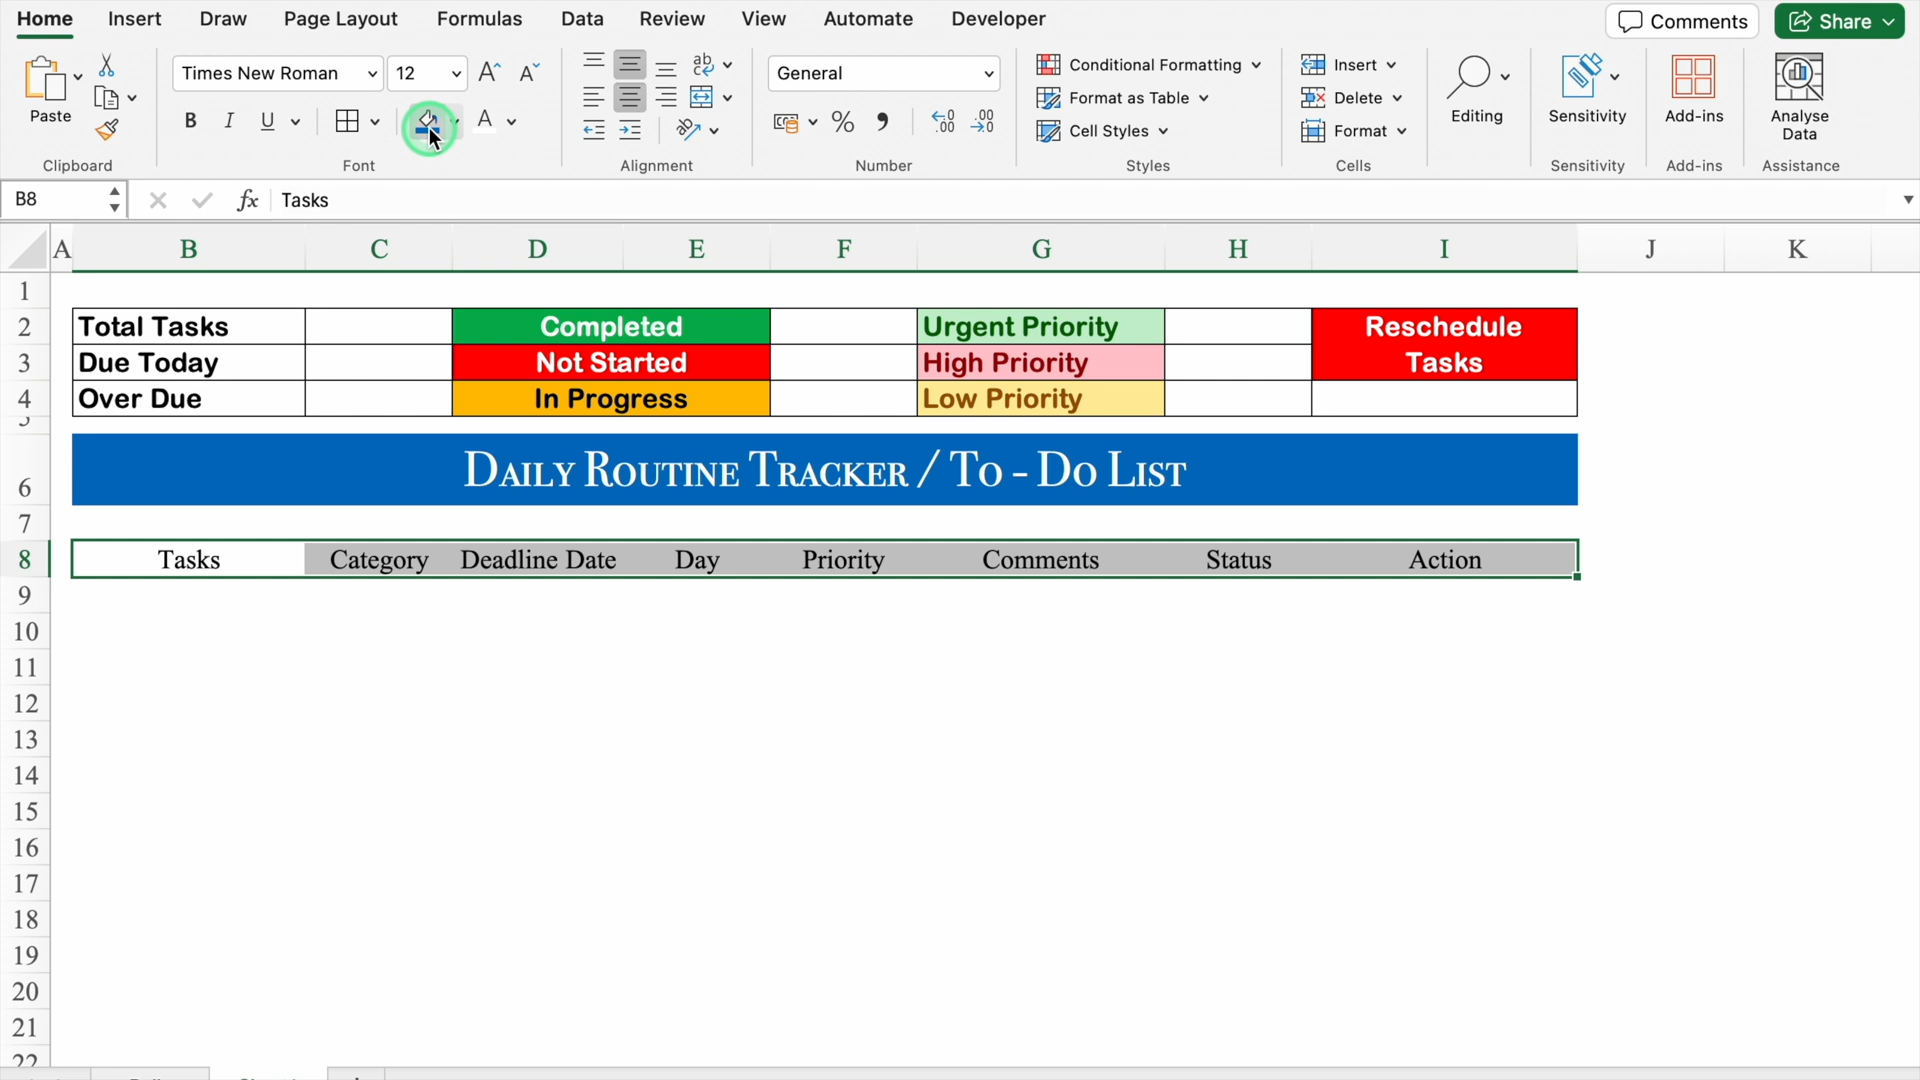 Home Insert Draw Page Layout Formulas Data Review View Automate Developer Comments Share
Times New Roman 12 General Conditional Formatting Insert
Format as Table Delete
Paste B I U A Cell Styles Format Editing Sensitivity Add-ins Analyse Data
Clipboard Font Alignment Number Styles Cells Sensitivity Add-ins Assistance
B8 fx Tasks
A B C D E F G H I J K
1
2 Total Tasks Completed Urgent Priority Reschedule
3 Due Today Not Started High Priority Tasks
4 Over Due In Progress Low Priority
5
6 Daily Routine Tracker / To - Do List
7
8 Tasks Category Deadline Date Day Priority Comments Status Action
9
10
11
12
13
14
15
16
17
18
19
20
21
22